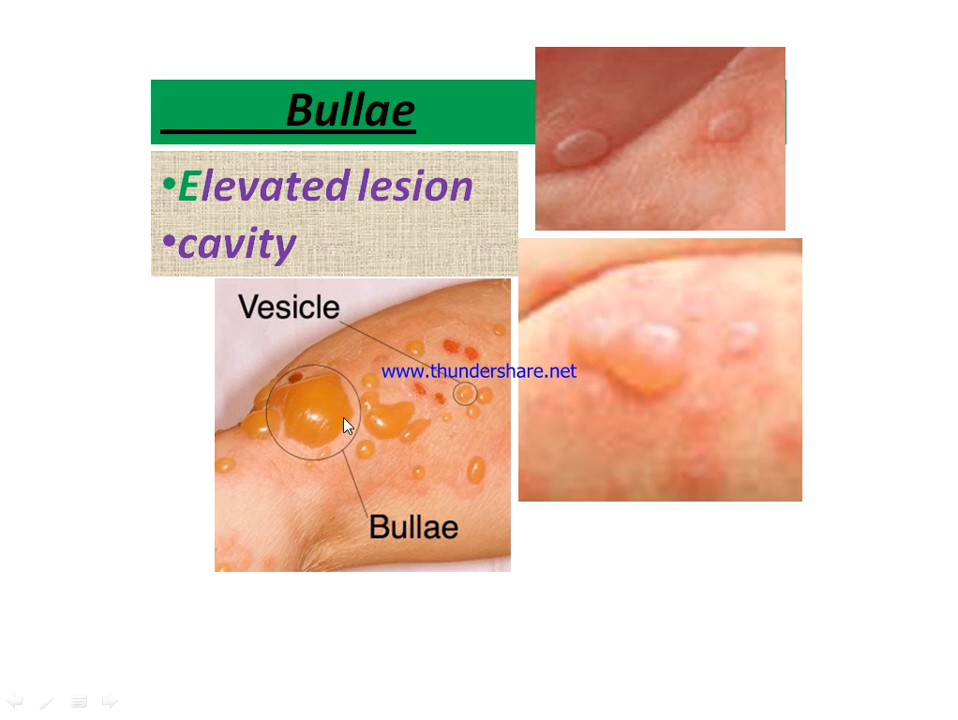 Bullae
•Elevated lesion
•cavity
Vesicle
www.thundershare.net
Bullae